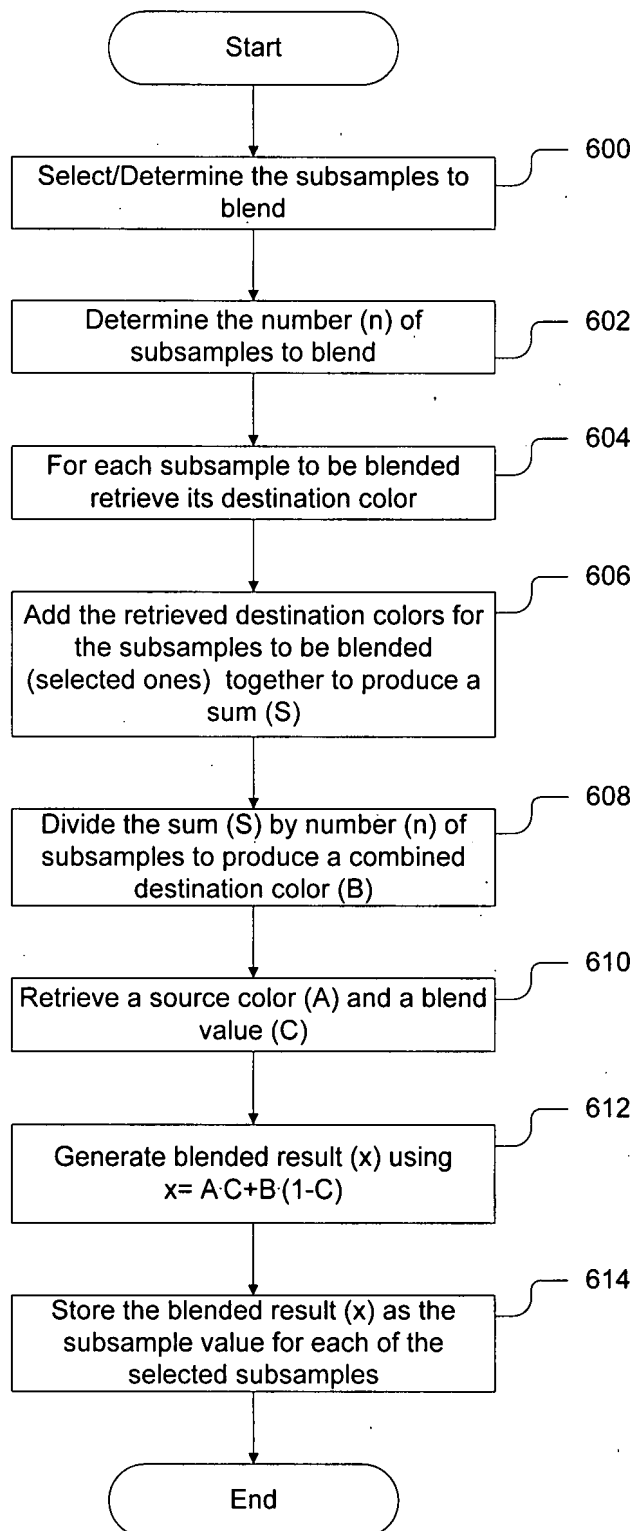 Start
600
Select/Determine the subsamples to
blend
602
Determine the number (n) of
subsamples to blend
604
For each subsample to be blended
retrieve its destination color
606
Add the retrieved destination colors for
the subsamples to be blended
(selected ones) together to produce a
sum (S)
608
Divide the sum (S) by number (n) of
subsamples to produce a combined
destination color (B)
610
Retrieve a source color (A) and a blend
value (C)
612
Generate blended result (x) using
x= A·C+B·(1-C)
614
Store the blended result (x) as the
subsample value for each of the
selected subsamples
End